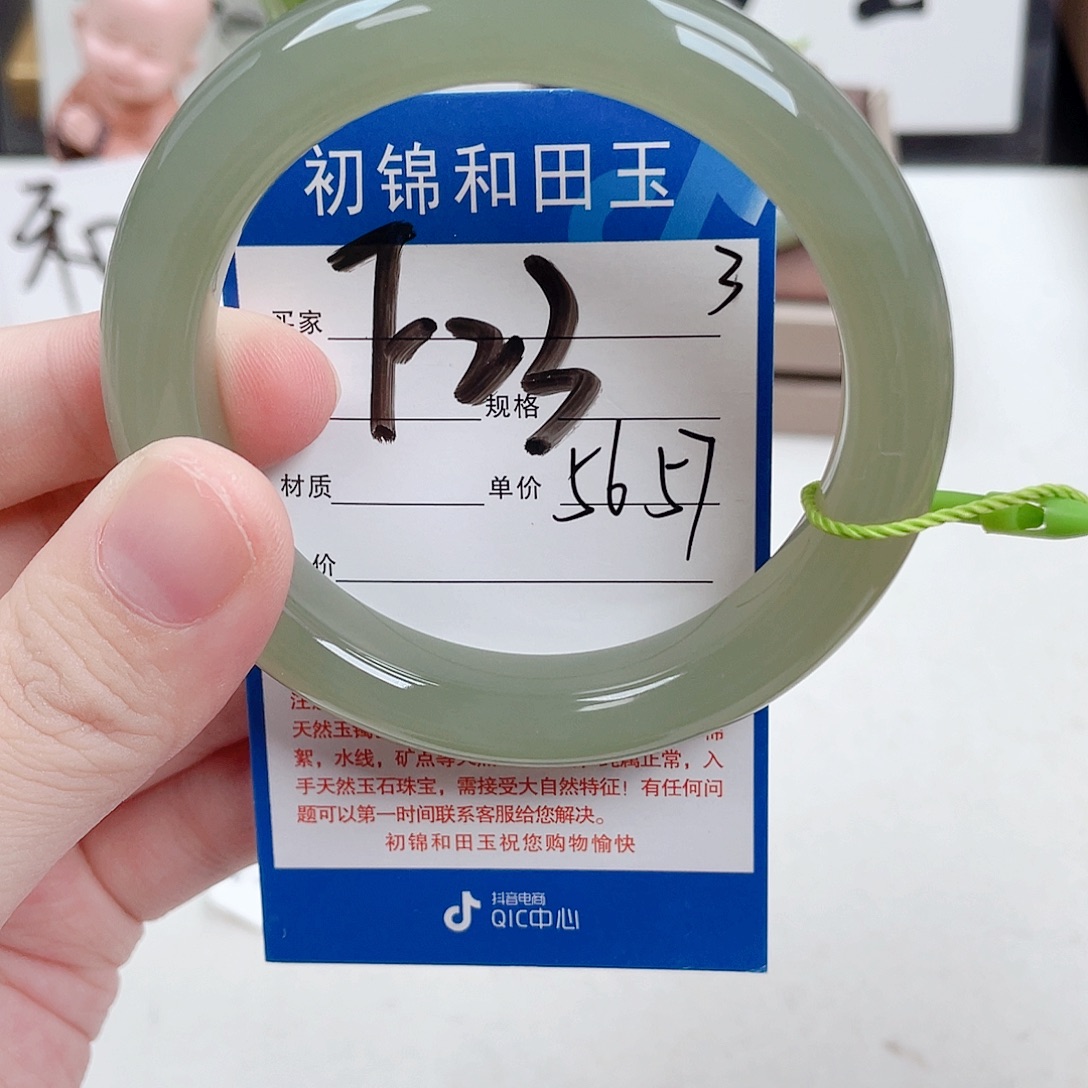 初锦和田玉
3
买家
规格
材质 单价 5657
价
天然玉镯
絮，水线，矿点等天然 属正常，入
手天然玉石珠宝，需接受大自然特征！有任何问
题可以第一时间联系客服给您解决。
初锦和田玉祝您购物愉快
抖音电商
QIC中心
和